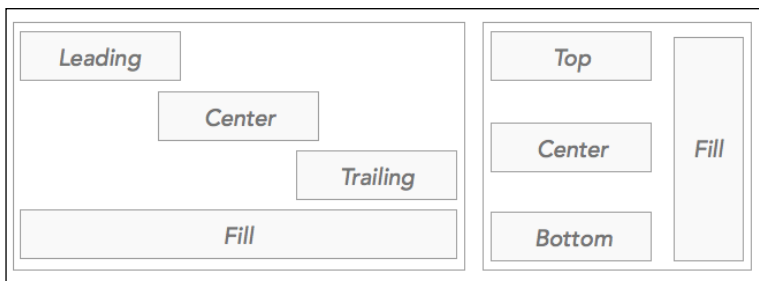 Leading
Center
Trailing
Fill
Top
Center
Bottom
Fill